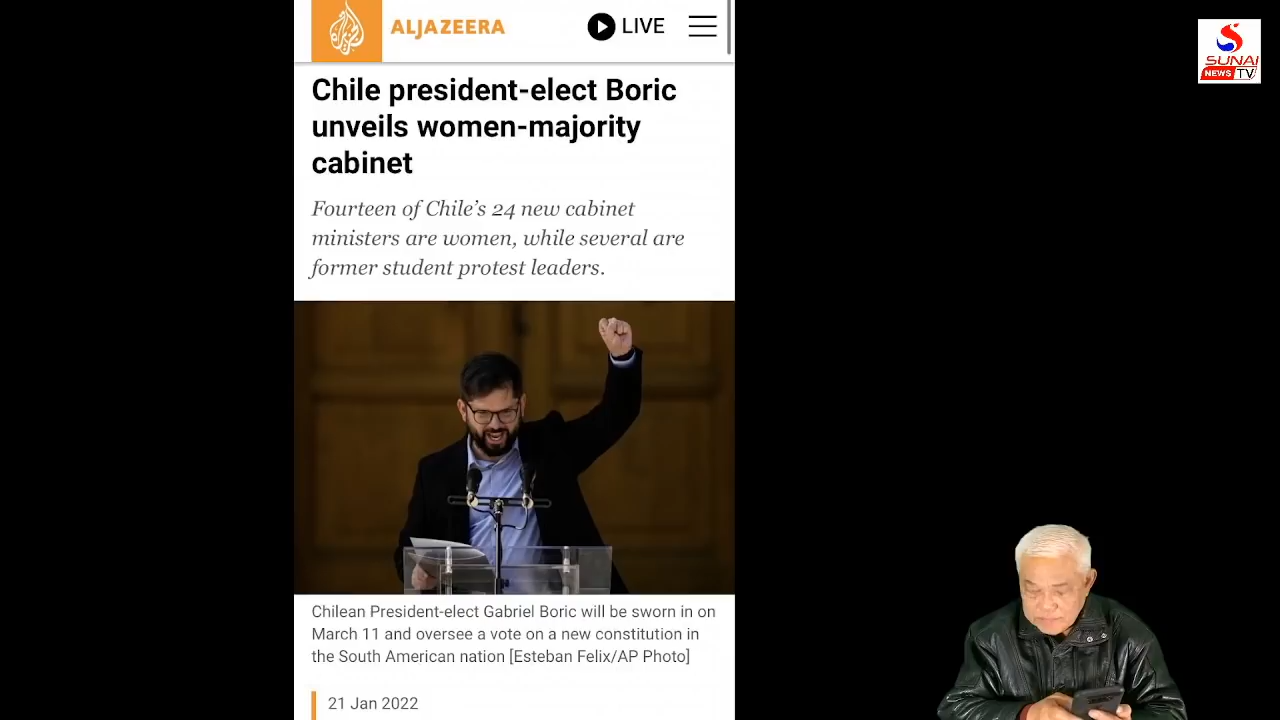 ALJAZEERA
LIVE
SUNAI
NEWS TV
Chile president-elect Boric
unveils women-majority
cabinet
Fourteen of Chile's 24 new cabinet
ministers are women, while several are
former student protest leaders.
Chilean President-elect Gabriel Boric will be sworn in on
March 11 and oversee a vote on a new constitution in
the South American nation [Esteban Felix/AP Photo]
21 Jan 2022